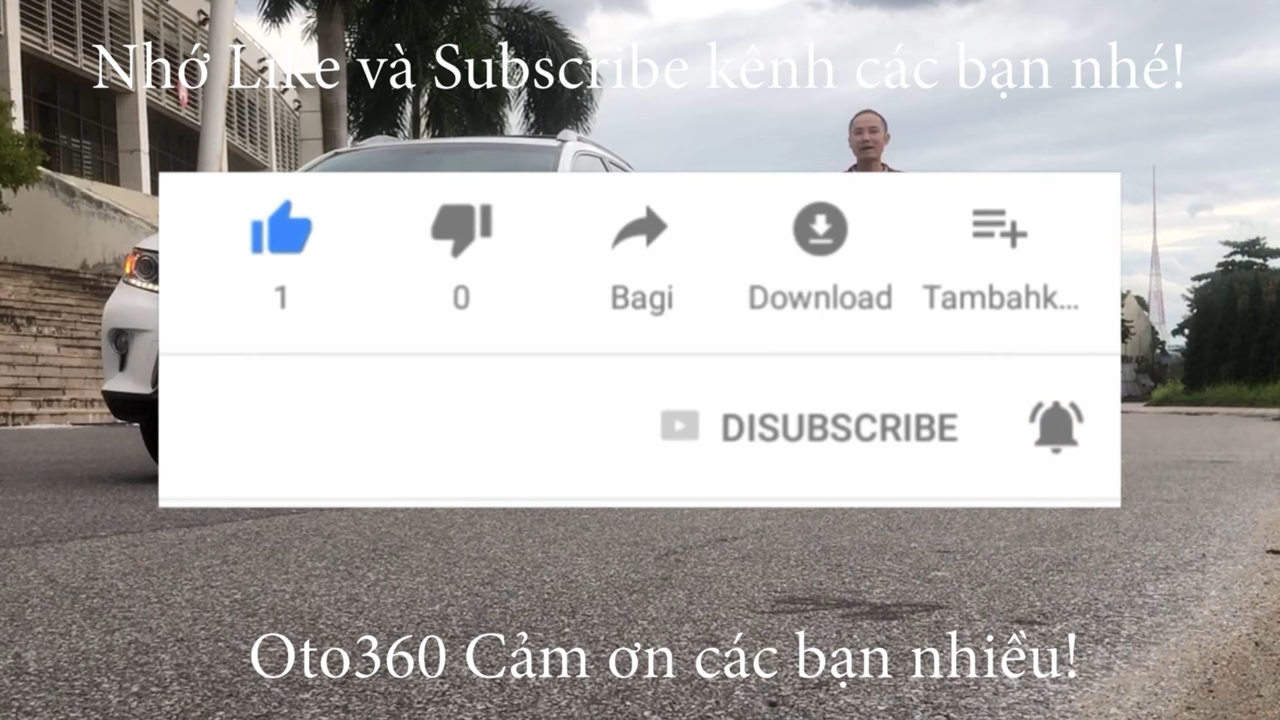 Nhớ Like và Subscribe kênh các bạn nhé!
1 0 Bagi Download Tambahk...
DISUBSCRIBE
Oto360 Cảm ơn các bạn nhiều!